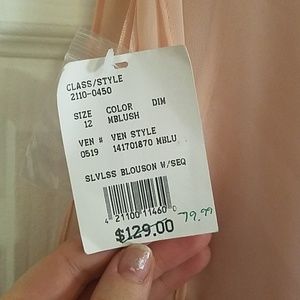 CLASS/STYLE
2110-0450
SIZE COLOR DIM
12 MBLUSH
VEN # VEN STYLE
0519 141701870 MBLU
SLVLSS BLOUSON W/SEQ
4 21100 11460 0
$129.00 79.99